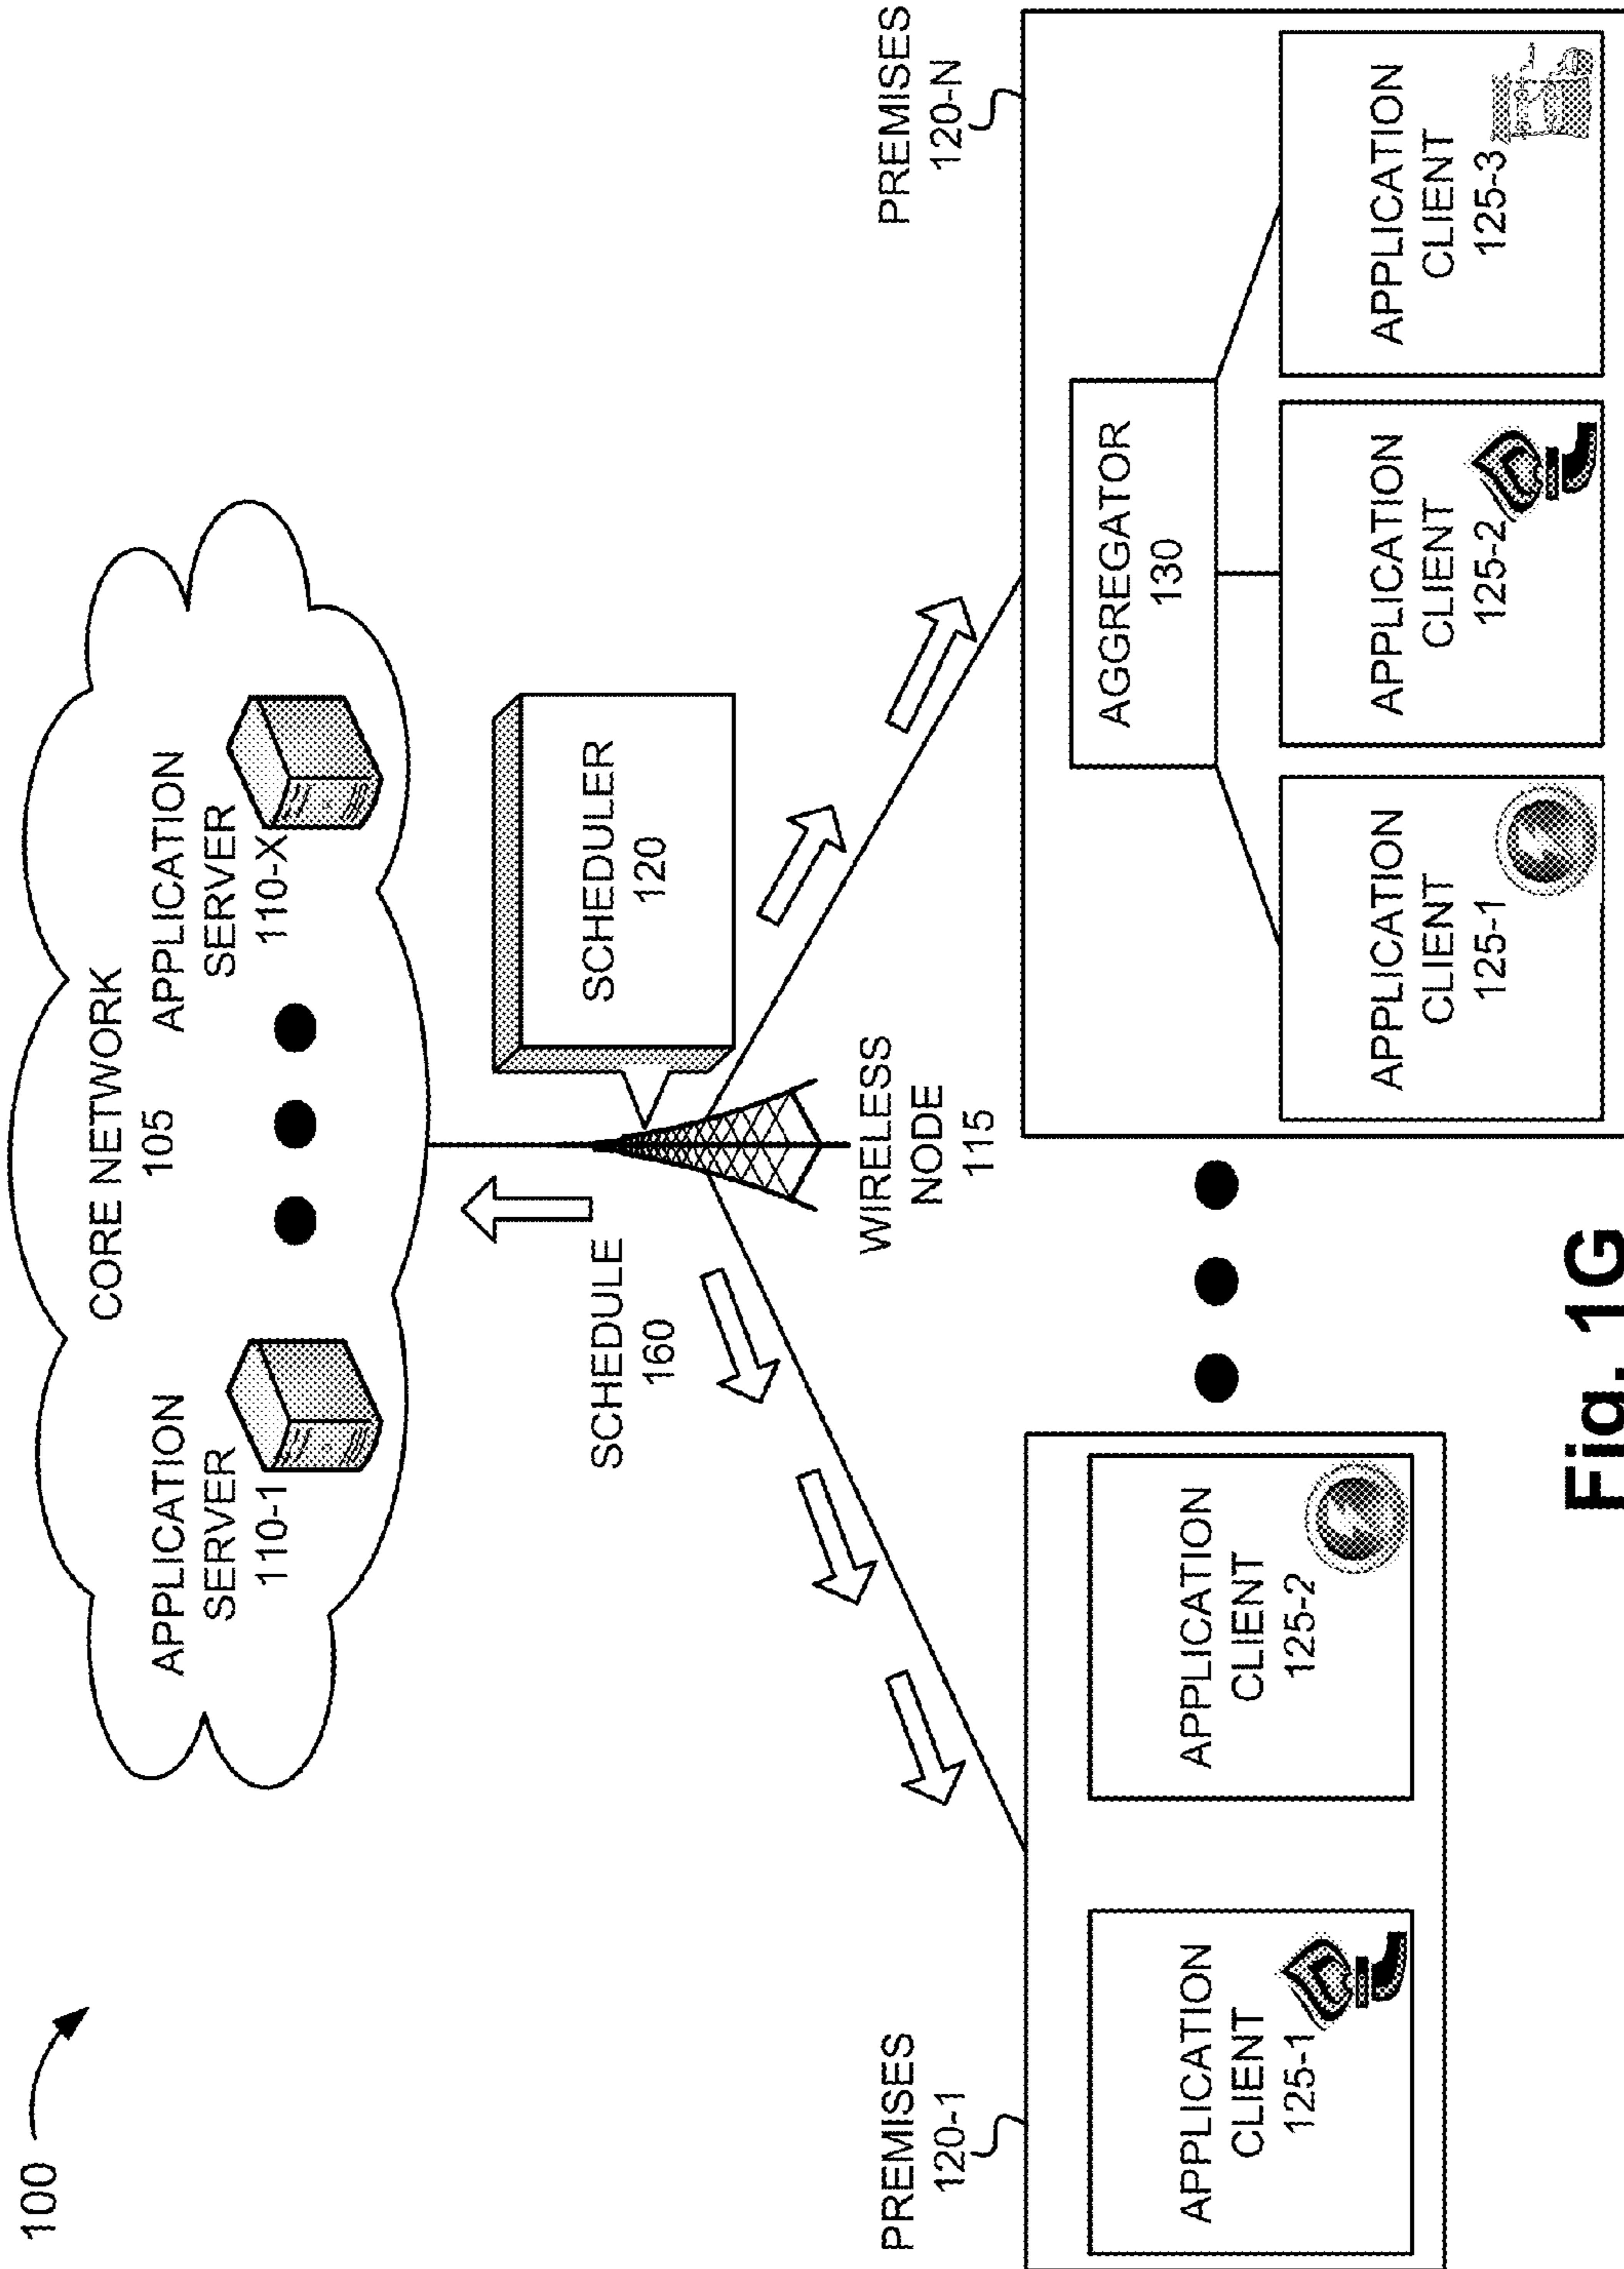 100
CORE NETWORK
105
APPLICATION
SERVER
110-1
APPLICATION
SERVER
110-X
SCHEDULE
160
SCHEDULER
120
WIRELESS
NODE
115
PREMISES
120-1
APPLICATION
CLIENT
125-1
APPLICATION
CLIENT
125-2
PREMISES
120-N
AGGREGATOR
130
APPLICATION
CLIENT
125-1
APPLICATION
CLIENT
125-2
APPLICATION
CLIENT
125-3
Fig. 1G